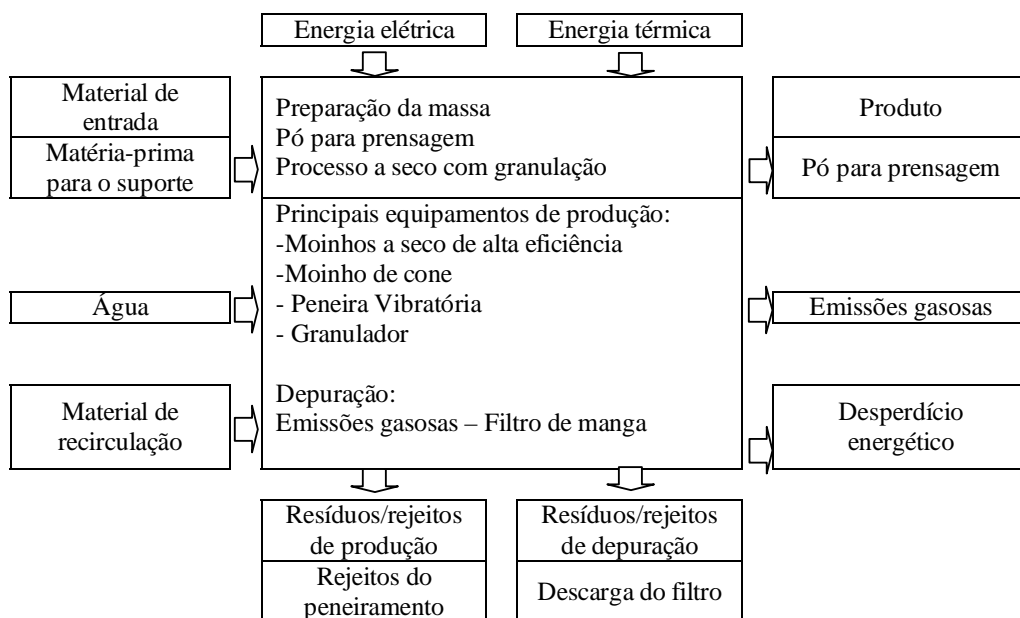 Energia elétrica
Energia térmica
Material de
entrada
Matéria-prima
para o suporte
Preparação da massa
Pó para prensagem
Processo a seco com granulação
Produto
Pó para prensagem
Principais equipamentos de produção:
-Moinhos a seco de alta eficiência
-Moinho de cone
- Peneira Vibratória
- Granulador
Água
Emissões gasosas
Material de
recirculação
Depuração:
Emissões gasosas – Filtro de manga
Desperdício
energético
Resíduos/rejeitos
de produção
Rejeitos do
peneiramento
Resíduos/rejeitos
de depuração
Descarga do filtro